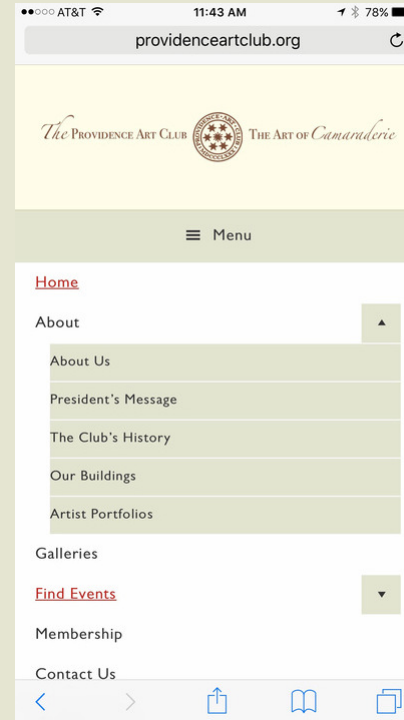 AT&T 11:43 AM 78%
providenceartclub.org
The PROVIDENCE ART CLUB THE ART OF Camaraderie
Menu
Home
About
About Us
President's Message
The Club's History
Our Buildings
Artist Portfolios
Galleries
Find Events
Membership
Contact Us